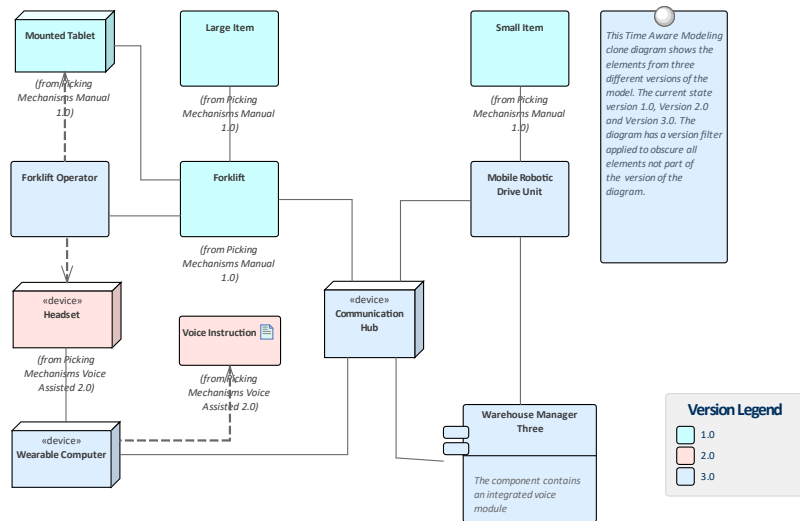 Mounted Tablet
(from Picking
Mechanisms Manual
1.0)
Large Item
(from Picking
Mechanisms Manual
1.0)
Small Item
(from Picking
Mechanisms Manual
1.0)
This Time Aware Modeling
clone diagram shows the
elements from three
different versions of the
model. The current state
version 1.0, Version 2.0
and Version 3.0. The
diagram has a version filter
applied to obscure all
elements not part of
the version of the
diagram.
Forklift Operator
Forklift
(from Picking
Mechanisms Manual
1.0)
Mobile Robotic
Drive Unit
«device»
Headset
(from Picking
Mechanisms Voice
Assisted 2.0)
Voice Instruction
(from Picking
Mechanisms Voice
Assisted 2.0)
«device»
Communication
Hub
«device»
Wearable Computer
Warehouse Manager
Three
The component contains
an integrated voice
module
Version Legend
1.0
2.0
3.0